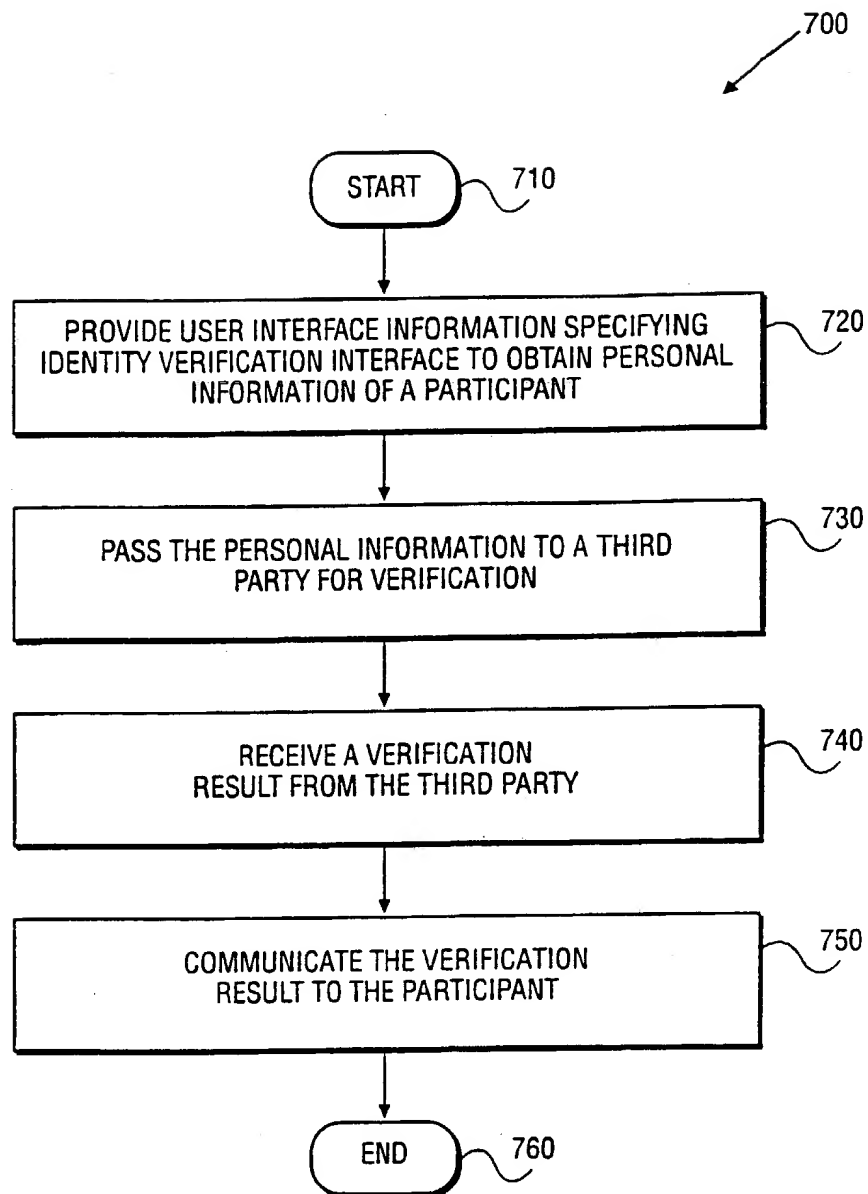 700
START
710
PROVIDE USER INTERFACE INFORMATION SPECIFYING
IDENTITY VERIFICATION INTERFACE TO OBTAIN PERSONAL
INFORMATION OF A PARTICIPANT
720
PASS THE PERSONAL INFORMATION TO A THIRD
PARTY FOR VERIFICATION
730
RECEIVE A VERIFICATION
RESULT FROM THE THIRD PARTY
740
COMMUNICATE THE VERIFICATION
RESULT TO THE PARTICIPANT
750
END
760